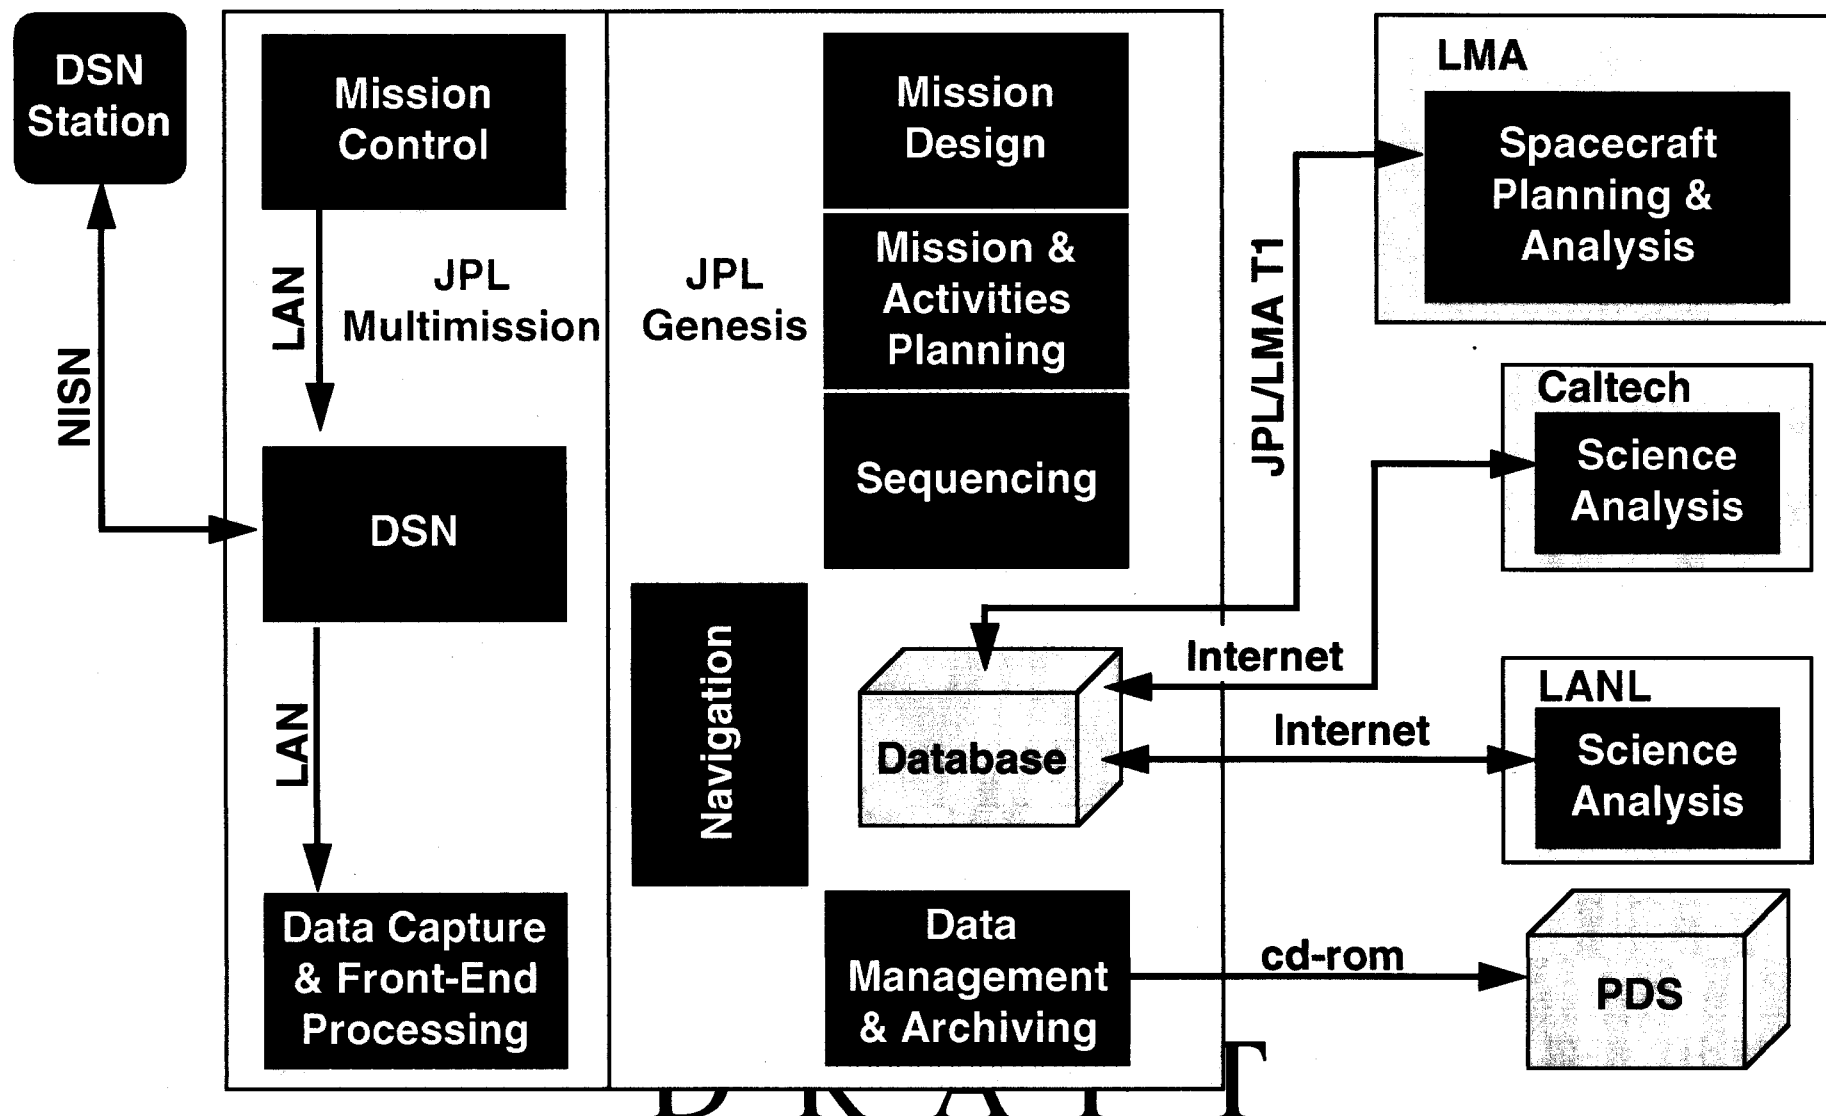 DSN
Station
NISN
Mission
Control
LAN
JPL
Multimission
DSN
LAN
Data Capture
& Front-End
Processing
JPL
Genesis
Mission
Design
Mission &
Activities
Planning
Sequencing
Navigation
Database
Data
Management
& Archiving
JPL/LMA T1
Internet
Internet
cd-rom
LMA
Spacecraft
Planning &
Analysis
Caltech
Science
Analysis
LANL
Science
Analysis
PDS
DRAFT